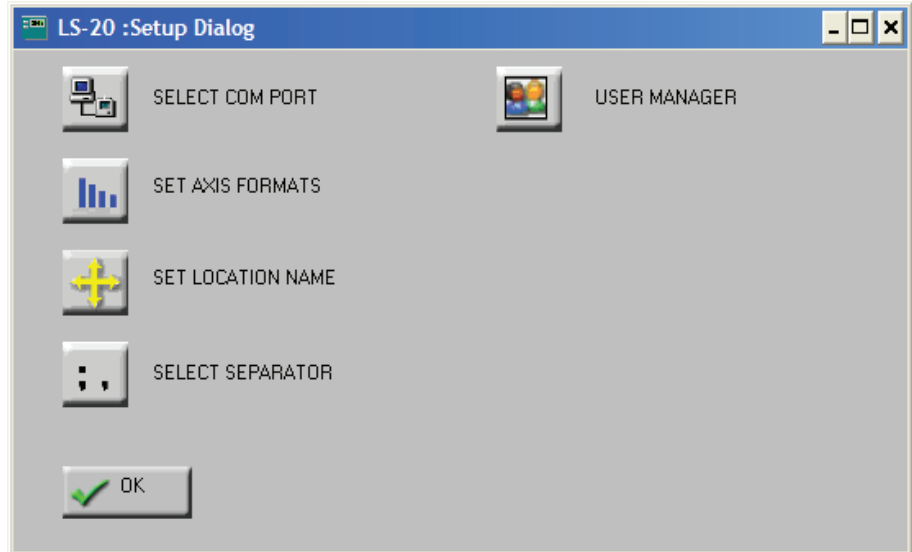 LS-20 :Setup Dialog
SELECT COM PORT
USER MANAGER
SET AXIS FORMATS
SET LOCATION NAME
; ,
SELECT SEPARATOR
OK